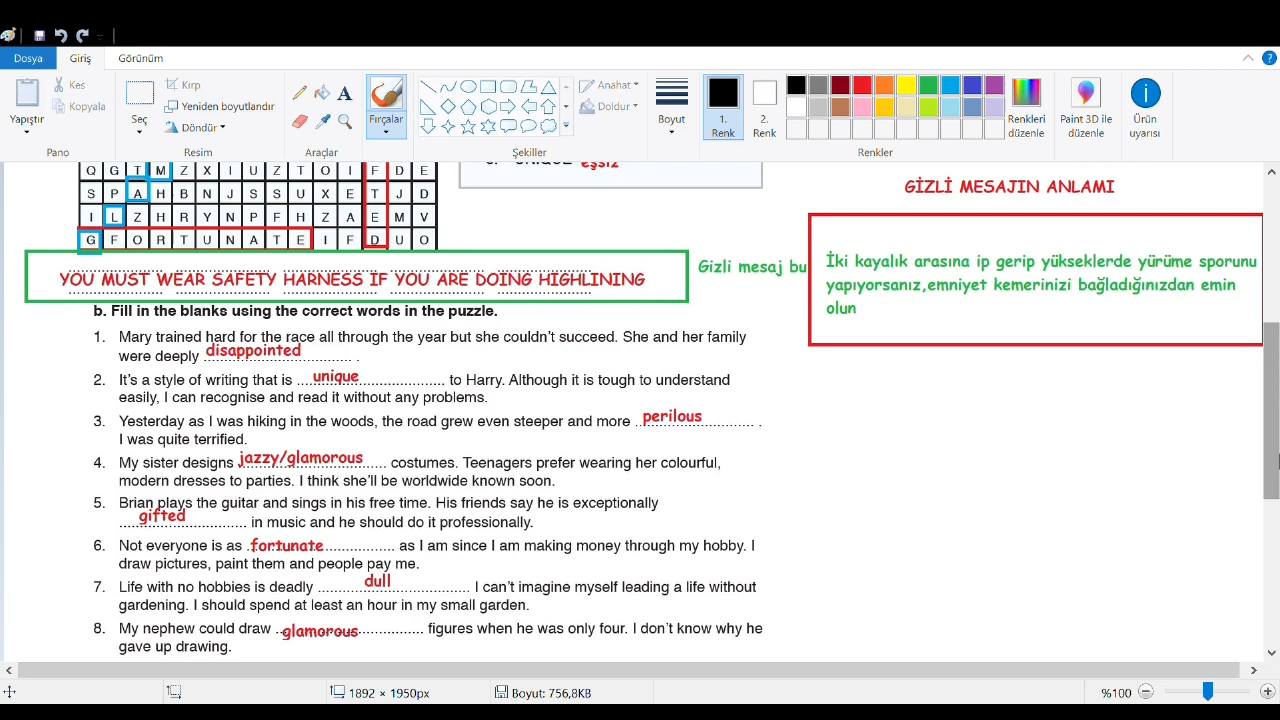 Dosya Giriş Görünüm
Yapıştır
Kes
Kopyala
Pano
Seç
Kırp
Yeniden boyutlandır
Döndür
Resim
Araçlar
Fırçalar
Şekiller
Anahat
Doldur
Boyut
1. Renk
2. Renk
Renkleri düzenle
Renkler
Paint 3D ile düzenle
Ürün uyarısı
Q G T M Z X I U Z T O I F D E
S P A H B N J S S U X E T J D
I L Z H R Y N P F H Z A E M V
G F O R T U N A T E I F D U O
eşsiz
GİZLİ MESAJIN ANLAMI
YOU MUST WEAR SAFETY HARNESS IF YOU ARE DOING HIGHLINING
Gizli mesaj bu
İki kayalık arasına ip gerip yükseklerde yürüme sporunu
yapıyorsanız,emniyet kemerinizi bağladığınızdan emin
olun
b. Fill in the blanks using the correct words in the puzzle.
1. Mary trained hard for the race all through the year but she couldn't succeed. She and her family
were deeply disappointed .
2. It's a style of writing that is unique to Harry. Although it is tough to understand
easily, I can recognise and read it without any problems.
3. Yesterday as I was hiking in the woods, the road grew even steeper and more perilous .
I was quite terrified.
4. My sister designs jazzy/glamorous costumes. Teenagers prefer wearing her colourful,
modern dresses to parties. I think she'll be worldwide known soon.
5. Brian plays the guitar and sings in his free time. His friends say he is exceptionally
gifted in music and he should do it professionally.
6. Not everyone is as fortunate as I am since I am making money through my hobby. I
draw pictures, paint them and people pay me.
7. Life with no hobbies is deadly dull I can't imagine myself leading a life without
gardening. I should spend at least an hour in my small garden.
8. My nephew could draw glamorous figures when he was only four. I don't know why he
gave up drawing.
1892 × 1950px
Boyut: 756,8KB
%100